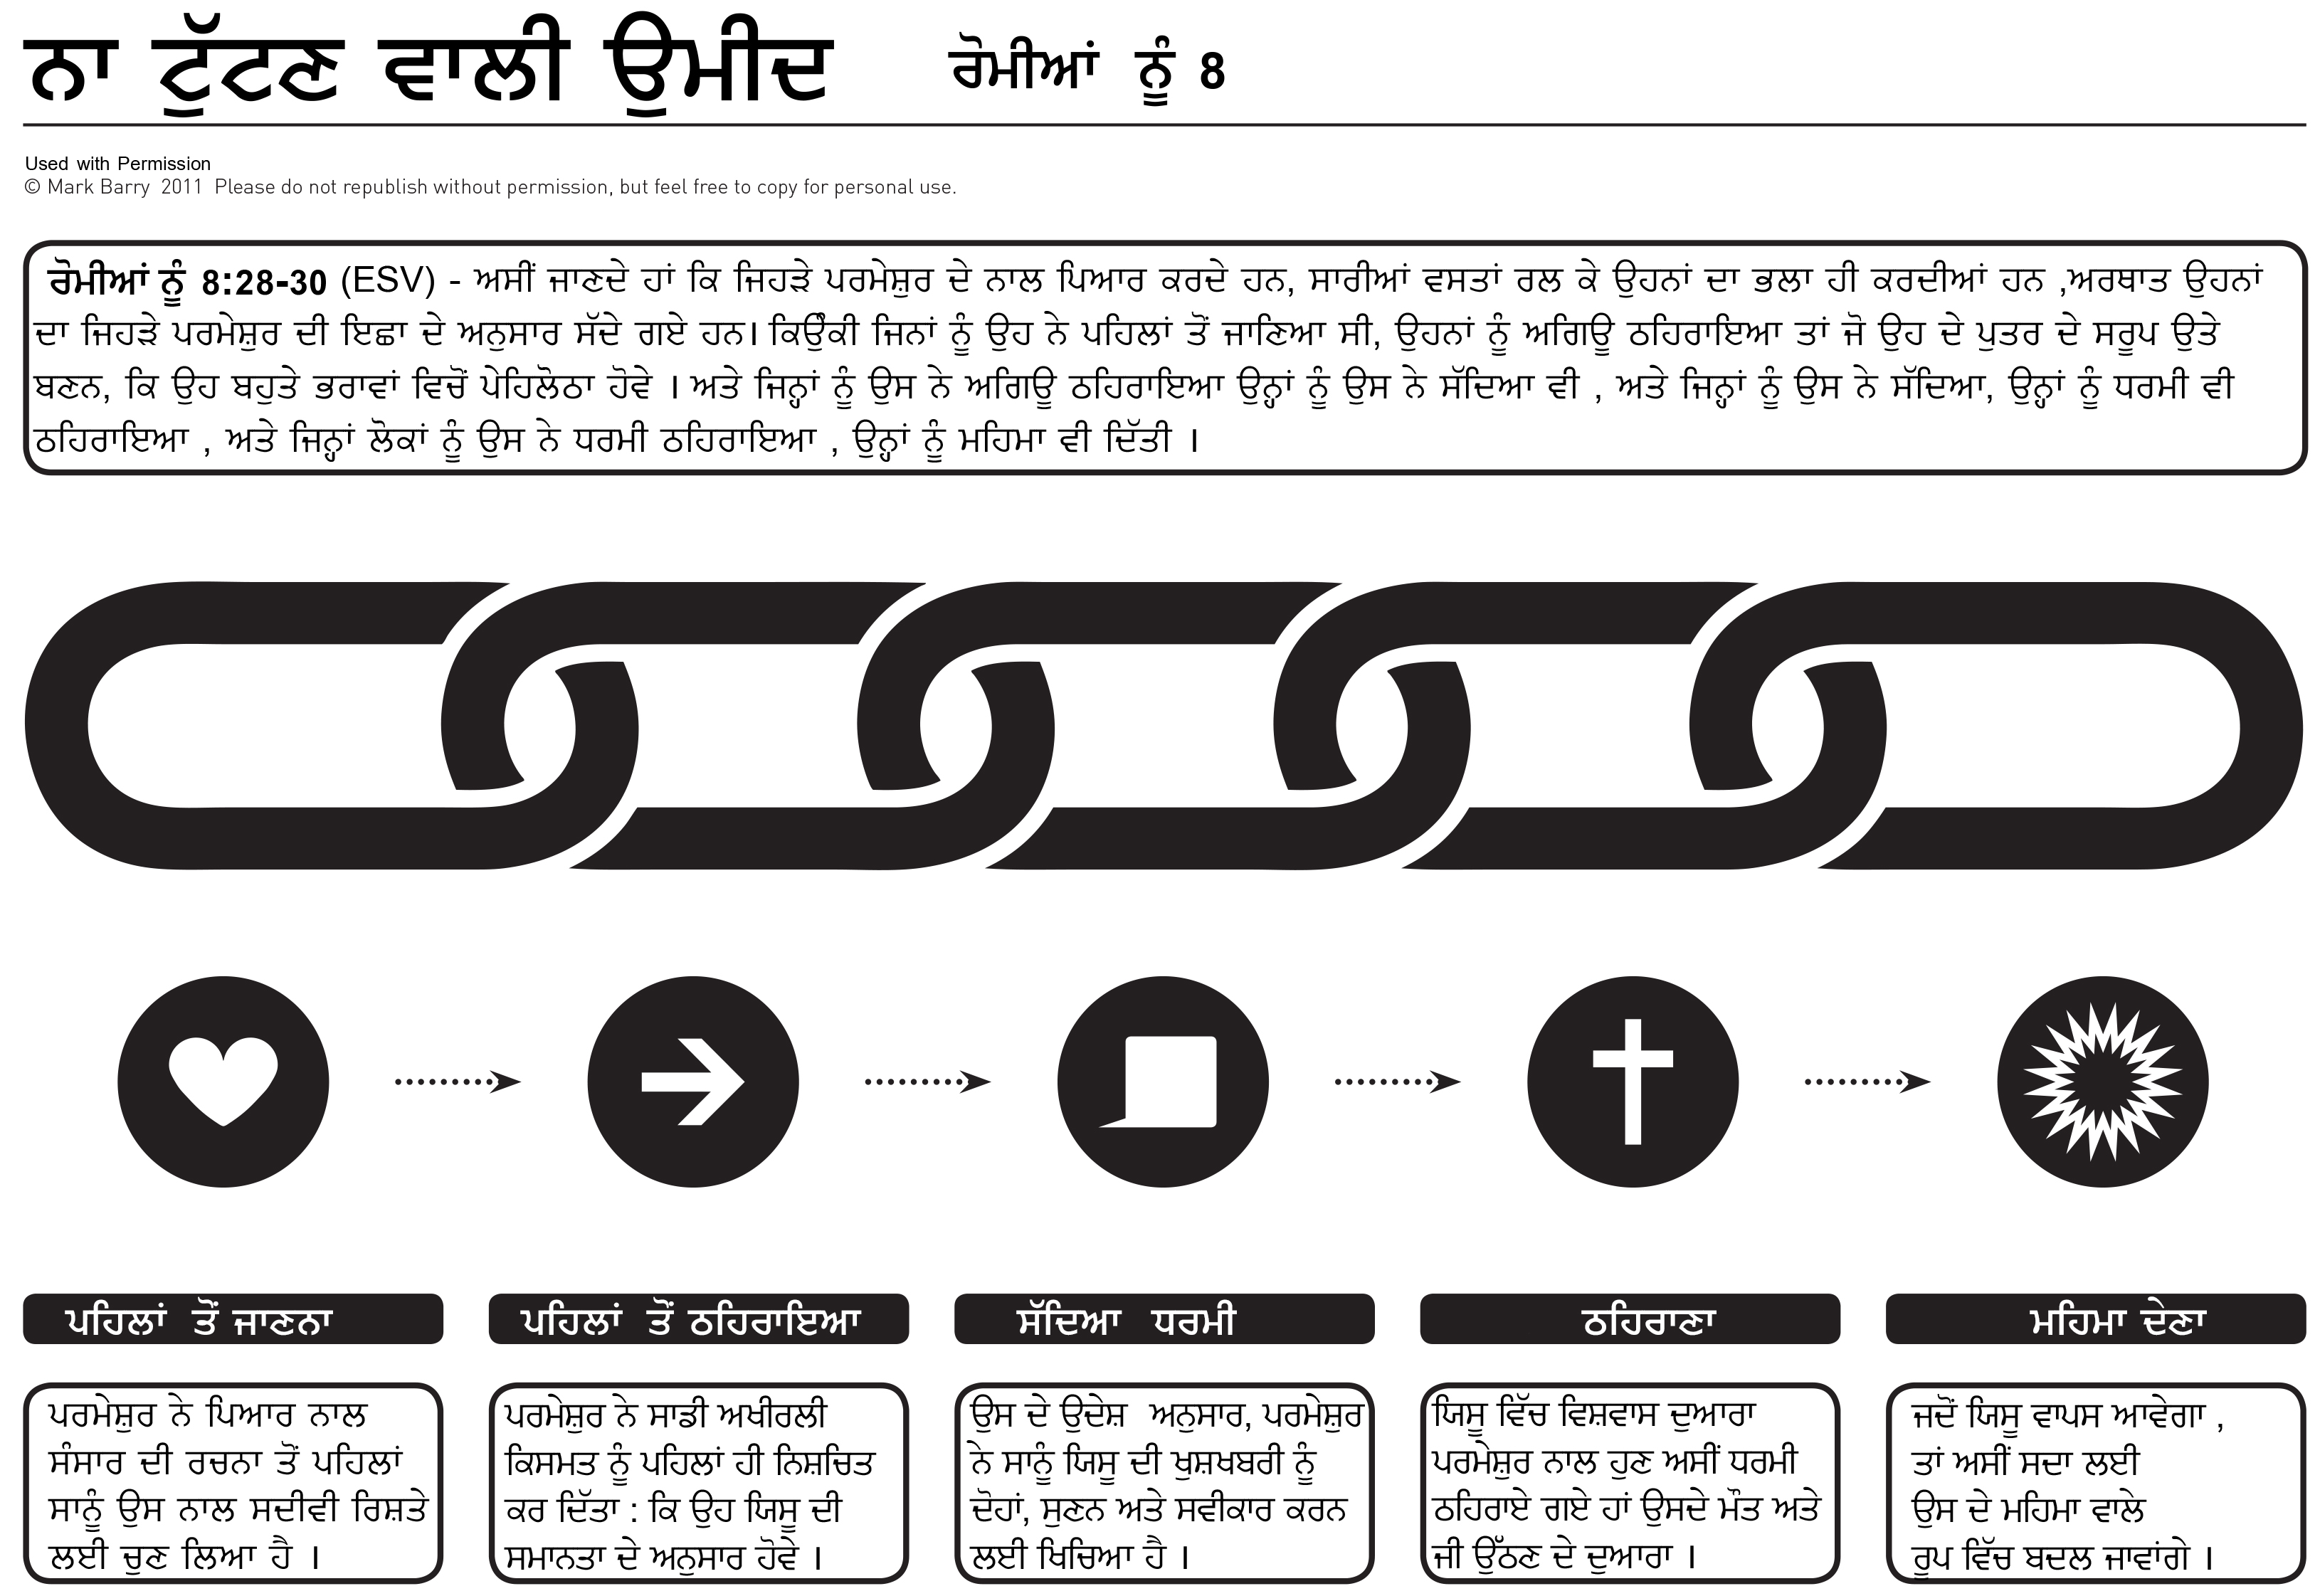 ਨਾ ਟੁੱਟਣ ਵਾਲੀ ਉਮੀਦ ਰੋਮੀਆਂ ਨੂੰ 8
Used with Permission
© Mark Barry 2011 Please do not republish without permission, but feel free to copy for personal use.
ਰੋਮੀਆਂ ਨੂੰ 8:28-30 (ESV) - ਅਸੀਂ ਜਾਣਦੇ ਹਾਂ ਕਿ ਜਿਹੜੇ ਪਰਮੇਸ਼ੁਰ ਦੇ ਨਾਲ ਪਿਆਰ ਕਰਦੇ ਹਨ, ਸਾਰੀਆਂ ਵਸਤਾਂ ਰਲ ਕੇ ਉਹਨਾਂ ਦਾ ਭਲਾ ਹੀ ਕਰਦੀਆਂ ਹਨ ,ਅਰਥਾਤ ਉਹਨਾਂ
ਦਾ ਜਿਹੜੇ ਪਰਮੇਸ਼ੁਰ ਦੀ ਇਛਾ ਦੇ ਅਨੁਸਾਰ ਸੱਦੇ ਗਏ ਹਨ। ਕਿਉਂਕੀ ਜਿਨਾਂ ਨੂੰ ਉਹ ਨੇ ਪਹਿਲਾਂ ਤੋਂ ਜਾਣਿਆ ਸੀ, ਉਹਨਾਂ ਨੂੰ ਅਗਿਊ ਠਹਿਰਾਇਆ ਤਾਂ ਜੋ ਉਹ ਦੇ ਪੁਤਰ ਦੇ ਸਰੂਪ ਉਤੇ
ਬਣਨ, ਕਿ ਉਹ ਬਹੁਤੇ ਭਰਾਵਾਂ ਵਿਚੋਂ ਪੇਹਿਲੋਠਾ ਹੋਵੇ । ਅਤੇ ਜਿਨ੍ਹਾਂ ਨੂੰ ਉਸ ਨੇ ਅਗਿਊ ਠਹਿਰਾਇਆ ਉਨ੍ਹਾਂ ਨੂੰ ਉਸ ਨੇ ਸੱਦਿਆ ਵੀ , ਅਤੇ ਜਿਨ੍ਹਾਂ ਨੂੰ ਉਸ ਨੇ ਸੱਦਿਆ, ਉਨ੍ਹਾਂ ਨੂੰ ਧਰਮੀ ਵੀ
ਠਹਿਰਾਇਆ , ਅਤੇ ਜਿਨ੍ਹਾਂ ਲੋਕਾਂ ਨੂੰ ਉਸ ਨੇ ਧਰਮੀ ਠਹਿਰਾਇਆ , ਉਨ੍ਹਾਂ ਨੂੰ ਮਹਿਮਾ ਵੀ ਦਿੱਤੀ ।
ਪਹਿਲਾਂ ਤੋਂ ਜਾਣਨਾ
ਪਰਮੇਸ਼ੁਰ ਨੇ ਪਿਆਰ ਨਾਲ
ਸੰਸਾਰ ਦੀ ਰਚਨਾ ਤੋਂ ਪਹਿਲਾਂ
ਸਾਨੂੰ ਉਸ ਨਾਲ ਸਦੀਵੀ ਰਿਸ਼ਤੇ
ਲਈ ਚੁਣ ਲਿਆ ਹੈ ।
ਪਹਿਲਾਂ ਤੋਂ ਠਹਿਰਾਇਆ
ਪਰਮੇਸ਼ੁਰ ਨੇ ਸਾਡੀ ਅਖੀਰਲੀ
ਕਿਸਮਤ ਨੂੰ ਪਹਿਲਾਂ ਹੀ ਨਿਸ਼ਚਿਤ
ਕਰ ਦਿੱਤਾ : ਕਿ ਉਹ ਯਿਸੂ ਦੀ
ਸਮਾਨਤਾ ਦੇ ਅਨੁਸਾਰ ਹੋਵੇ ।
ਸੱਦਿਆ ਧਰਮੀ
ਉਸ ਦੇ ਉਦੇਸ਼ ਅਨੁਸਾਰ, ਪਰਮੇਸ਼ੁਰ
ਨੇ ਸਾਨੂੰ ਯਿਸੂ ਦੀ ਖੁਸ਼ਖਬਰੀ ਨੂੰ
ਦੋਹਾਂ, ਸੁਣਨ ਅਤੇ ਸਵੀਕਾਰ ਕਰਨ
ਲਈ ਖਿਚਿਆ ਹੈ ।
ਠਹਿਰਾਣਾ
ਯਿਸੂ ਵਿੱਚ ਵਿਸ਼ਵਾਸ ਦੁਆਰਾ
ਪਰਮੇਸ਼ੁਰ ਨਾਲ ਹੁਣ ਅਸੀਂ ਧਰਮੀ
ਠਹਿਰਾਏ ਗਏ ਹਾਂ ਉਸਦੇ ਮੌਤ ਅਤੇ
ਜੀ ਉੱਠਣ ਦੇ ਦੁਆਰਾ ।
ਮਹਿਮਾ ਦੇਣਾ
ਜਦੋਂ ਯਿਸੂ ਵਾਪਸ ਆਵੇਗਾ ,
ਤਾਂ ਅਸੀਂ ਸਦਾ ਲਈ
ਉਸ ਦੇ ਮਹਿਮਾ ਵਾਲੇ
ਰੂਪ ਵਿੱਚ ਬਦਲ ਜਾਵਾਂਗੇ ।